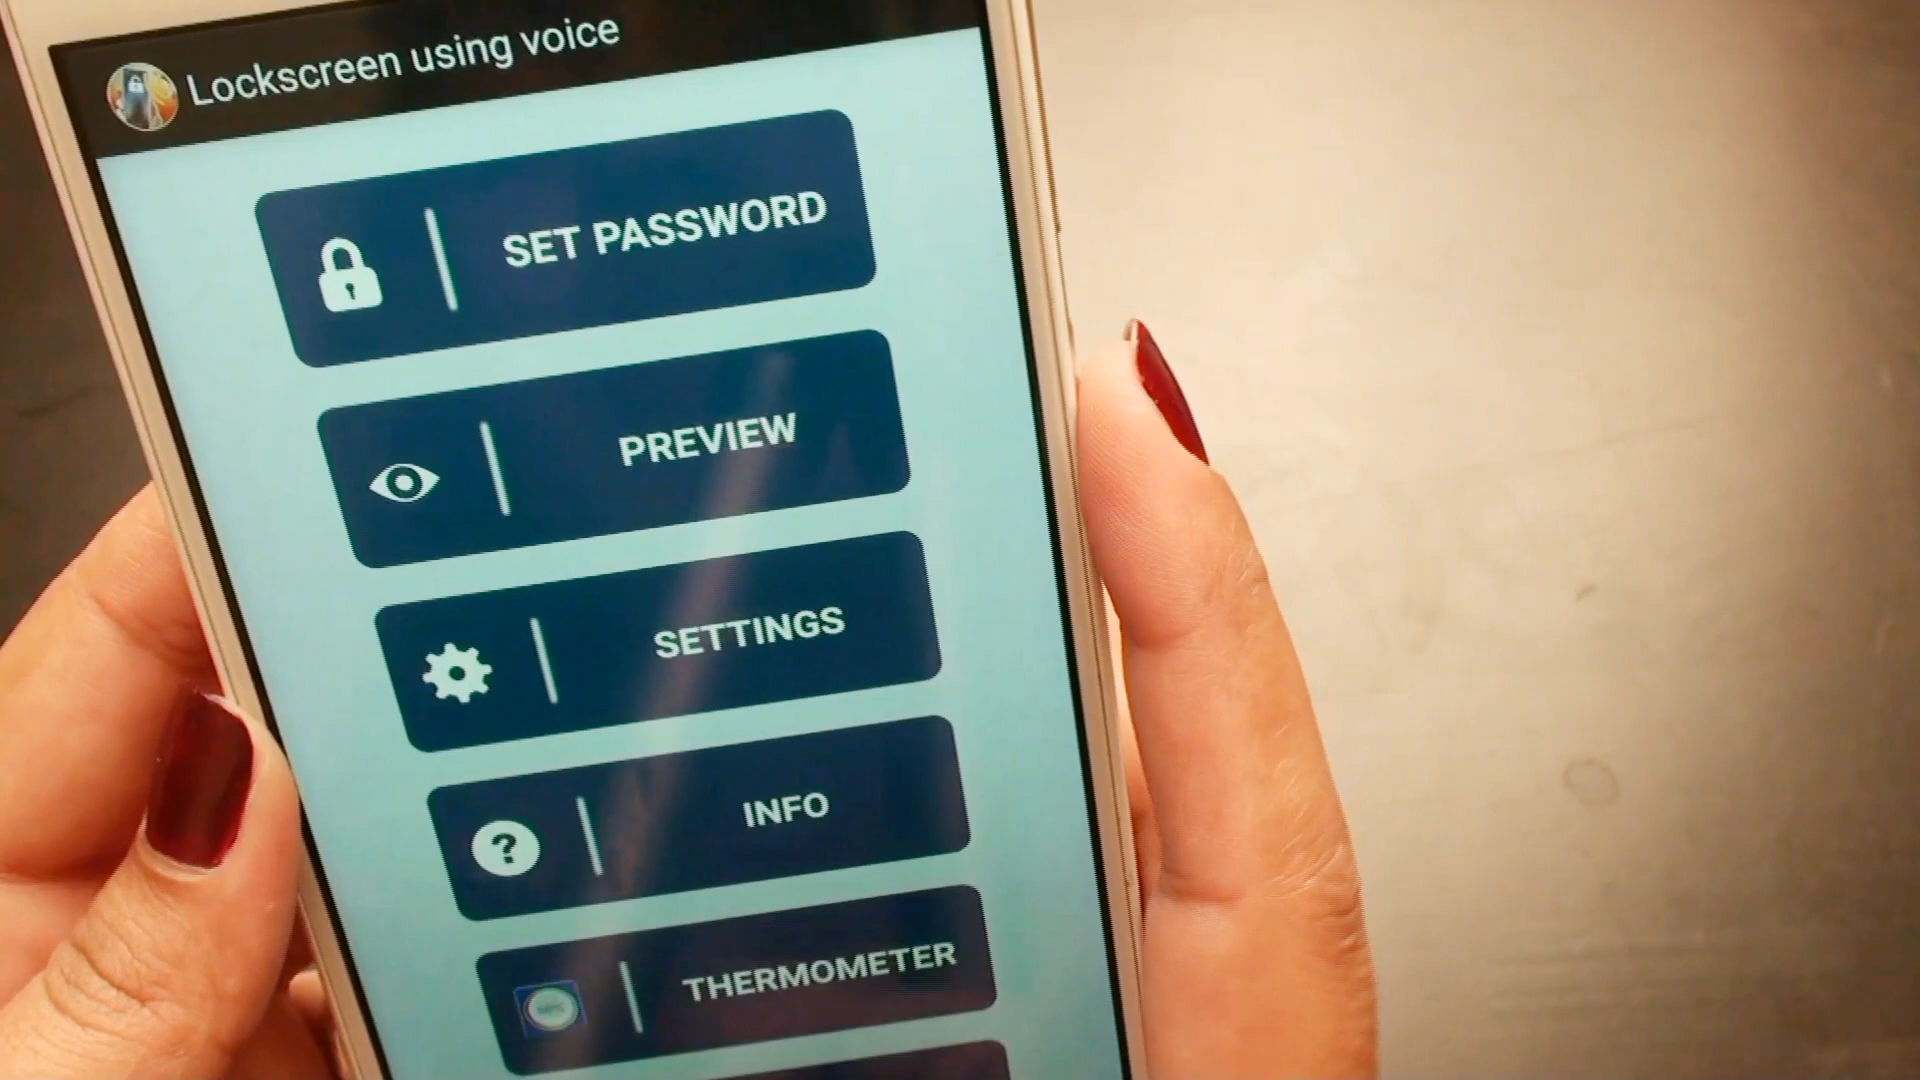 Lockscreen using voice
SET PASSWORD
PREVIEW
SETTINGS
?
INFO
THERMOMETER